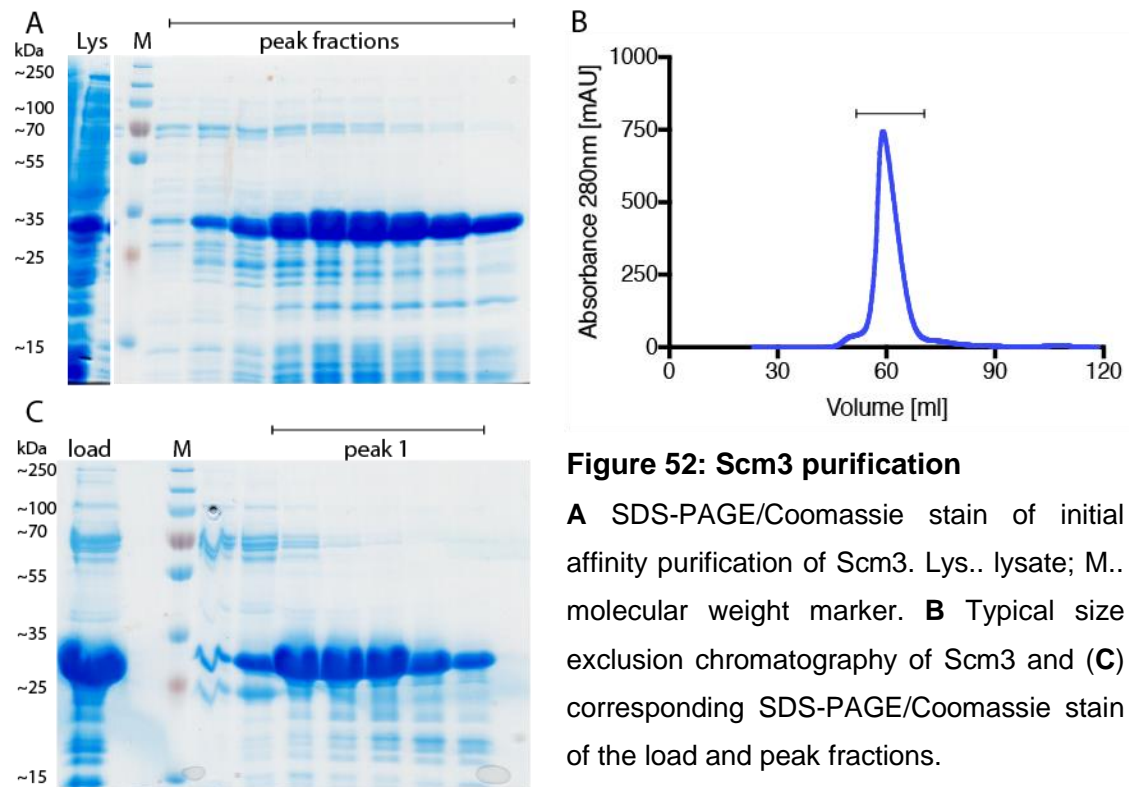 A
kDa Lys M peak fractions
~250
~100
~70
~55
~35
~25
~15
B
1000
750
500
250
0
Absorbance 280nm [mAU]
0 30 60 90 120
Volume [ml]
C
kDa load M peak 1
~250
~100
~70
~55
~35
~25
~15
Figure 52: Scm3 purification
A SDS-PAGE/Coomassie stain of initial
affinity purification of Scm3. Lys.. lysate; M..
molecular weight marker. B Typical size
exclusion chromatography of Scm3 and (C)
corresponding SDS-PAGE/Coomassie stain
of the load and peak fractions.